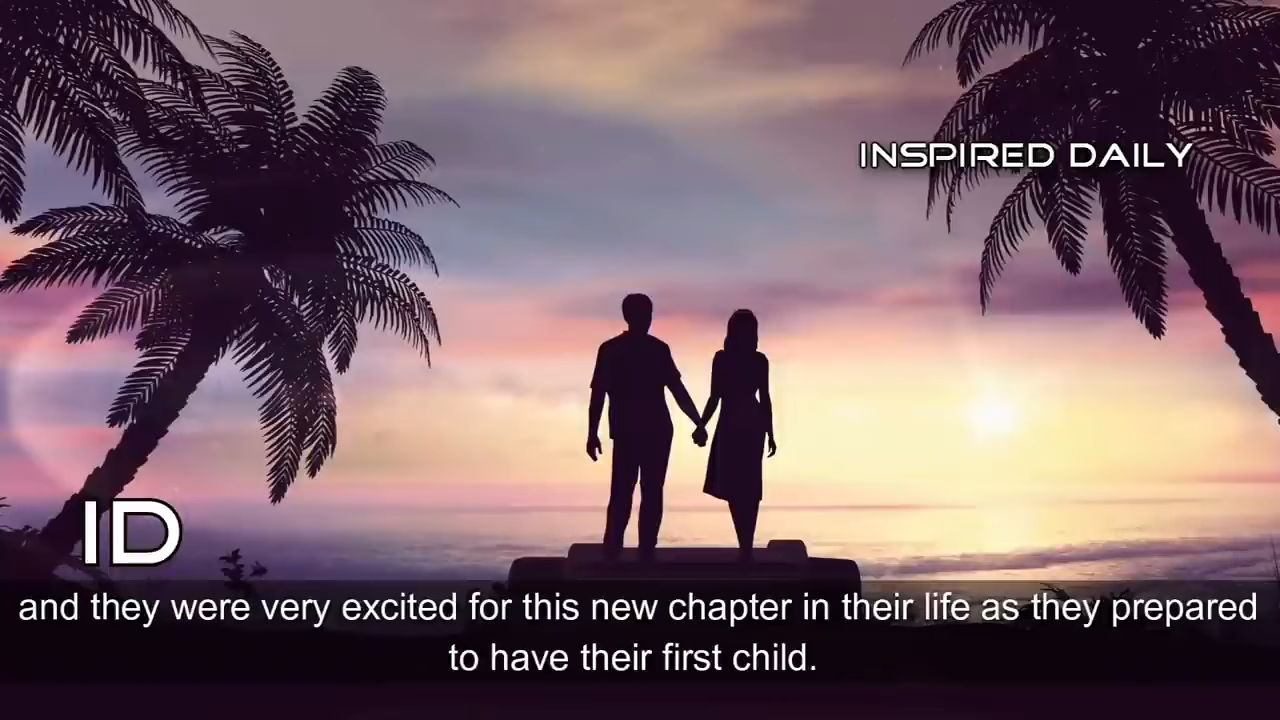 INSPIRED DAILY
ID
and they were very excited for this new chapter in their life as they prepared
to have their first child.